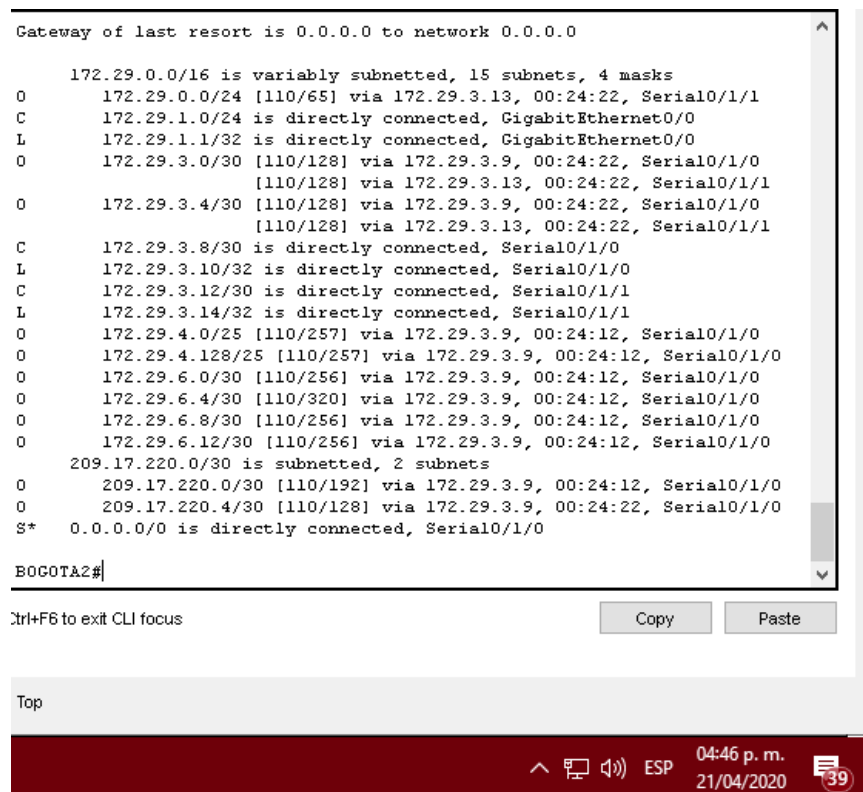 Gateway of last resort is 0.0.0.0 to network 0.0.0.0
172.29.0.0/16 is variably subnetted, 15 subnets, 4 masks
O 172.29.0.0/24 [110/65] via 172.29.3.13, 00:24:22, Serial0/1/1
C 172.29.1.0/24 is directly connected, GigabitEthernet0/0
L 172.29.1.1/32 is directly connected, GigabitEthernet0/0
O 172.29.3.0/30 [110/128] via 172.29.3.9, 00:24:22, Serial0/1/0
[110/128] via 172.29.3.13, 00:24:22, Serial0/1/1
O 172.29.3.4/30 [110/128] via 172.29.3.9, 00:24:22, Serial0/1/0
[110/128] via 172.29.3.13, 00:24:22, Serial0/1/1
C 172.29.3.8/30 is directly connected, Serial0/1/0
L 172.29.3.10/32 is directly connected, Serial0/1/0
C 172.29.3.12/30 is directly connected, Serial0/1/1
L 172.29.3.14/32 is directly connected, Serial0/1/1
O 172.29.4.0/25 [110/257] via 172.29.3.9, 00:24:12, Serial0/1/0
O 172.29.4.128/25 [110/257] via 172.29.3.9, 00:24:12, Serial0/1/0
O 172.29.6.0/30 [110/256] via 172.29.3.9, 00:24:12, Serial0/1/0
O 172.29.6.4/30 [110/320] via 172.29.3.9, 00:24:12, Serial0/1/0
O 172.29.6.8/30 [110/256] via 172.29.3.9, 00:24:12, Serial0/1/0
O 172.29.6.12/30 [110/256] via 172.29.3.9, 00:24:12, Serial0/1/0
209.17.220.0/30 is subnetted, 2 subnets
O 209.17.220.0/30 [110/192] via 172.29.3.9, 00:24:12, Serial0/1/0
O 209.17.220.4/30 [110/128] via 172.29.3.9, 00:24:22, Serial0/1/0
S* 0.0.0.0/0 is directly connected, Serial0/1/0
BOGOTA2#
Ctrl+F6 to exit CLI focus
Copy Paste
Top
ESP 04:46 p. m.
21/04/2020 39